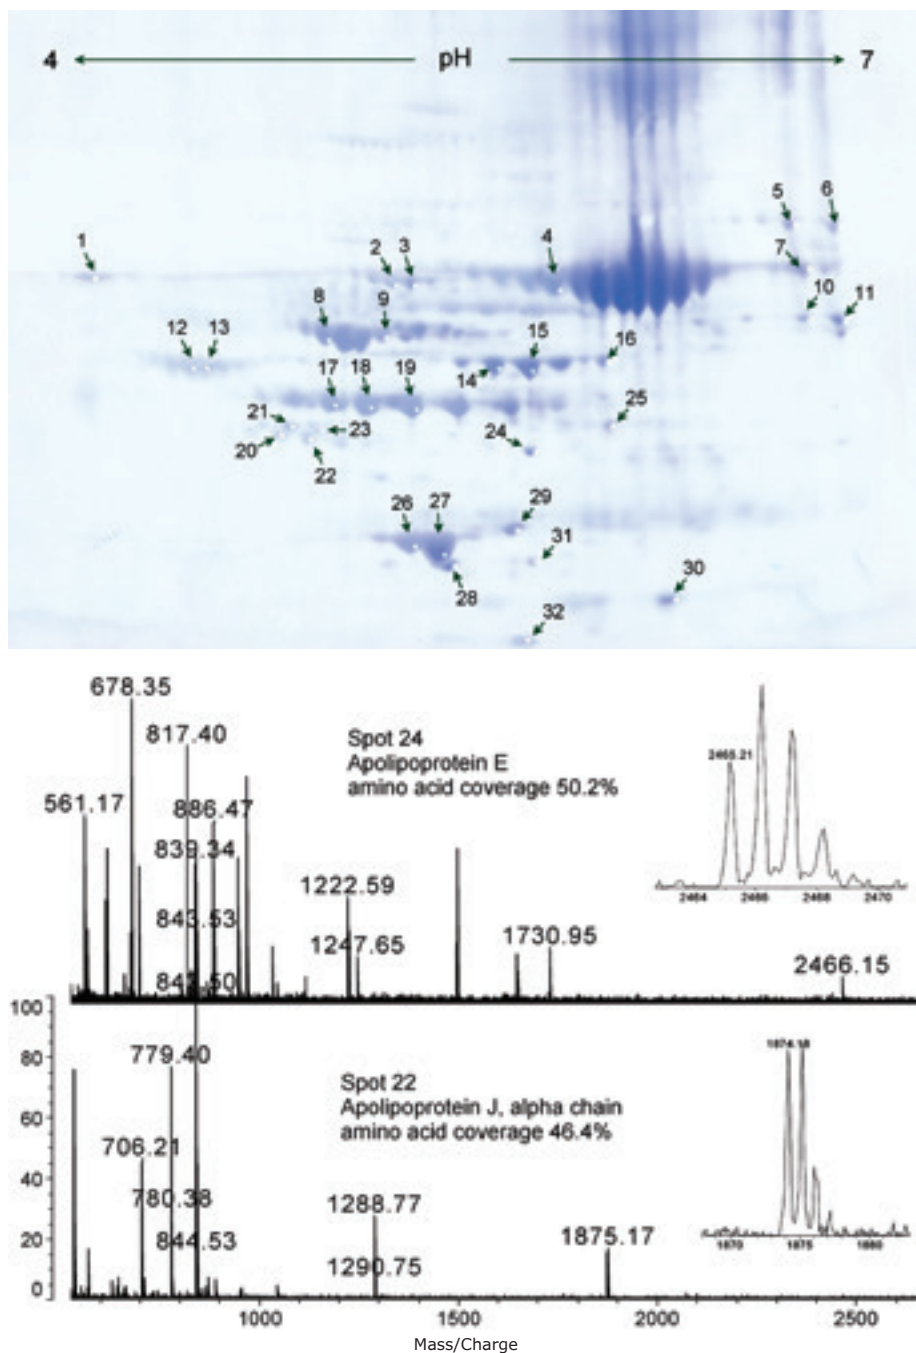 4 pH 7
5 6
1 2 3 4 7
8 9 10 11
12 13 15 16
14
17 18 19
21 23 25
20 24
22
26 27 29
31
28 30
32
678.35
817.40
Spot 24
Apolipoprotein E
amino acid coverage 50.2%
2465.21
561.17 886.47
839.34
1222.59
843.53
1730.95
1247.65
2466.15
2464 2466 2468 2470
100
779.40
1874.18
80
Spot 22
Apolipoprotein J, alpha chain
amino acid coverage 46.4%
60
706.21
40
780.38
1288.77
844.53
1875.17
20
1290.75
1870 1875 1880
0
1000 1500 2000 2500
Mass/Charge